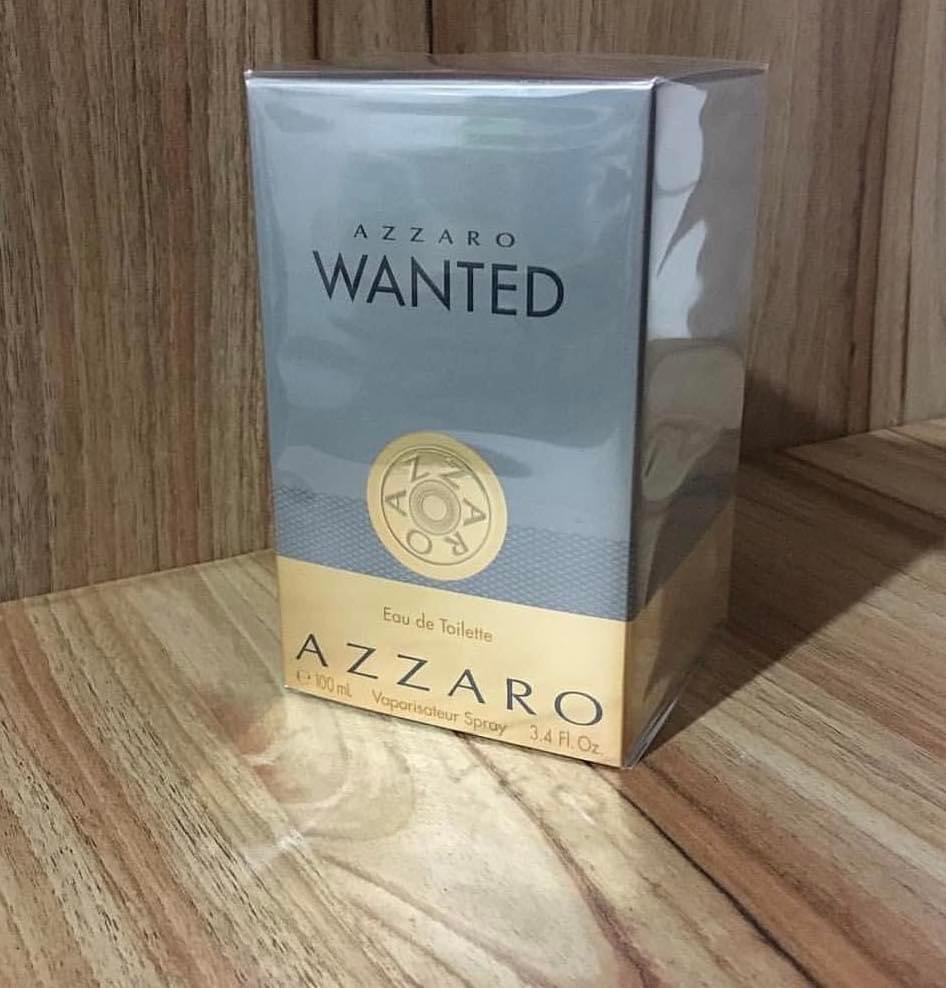 AZZARO
WANTED
AZZARO
Eau de Toilette
AZZARO
℮ 100 mL Vaporisateur Spray 3.4 Fl. Oz.